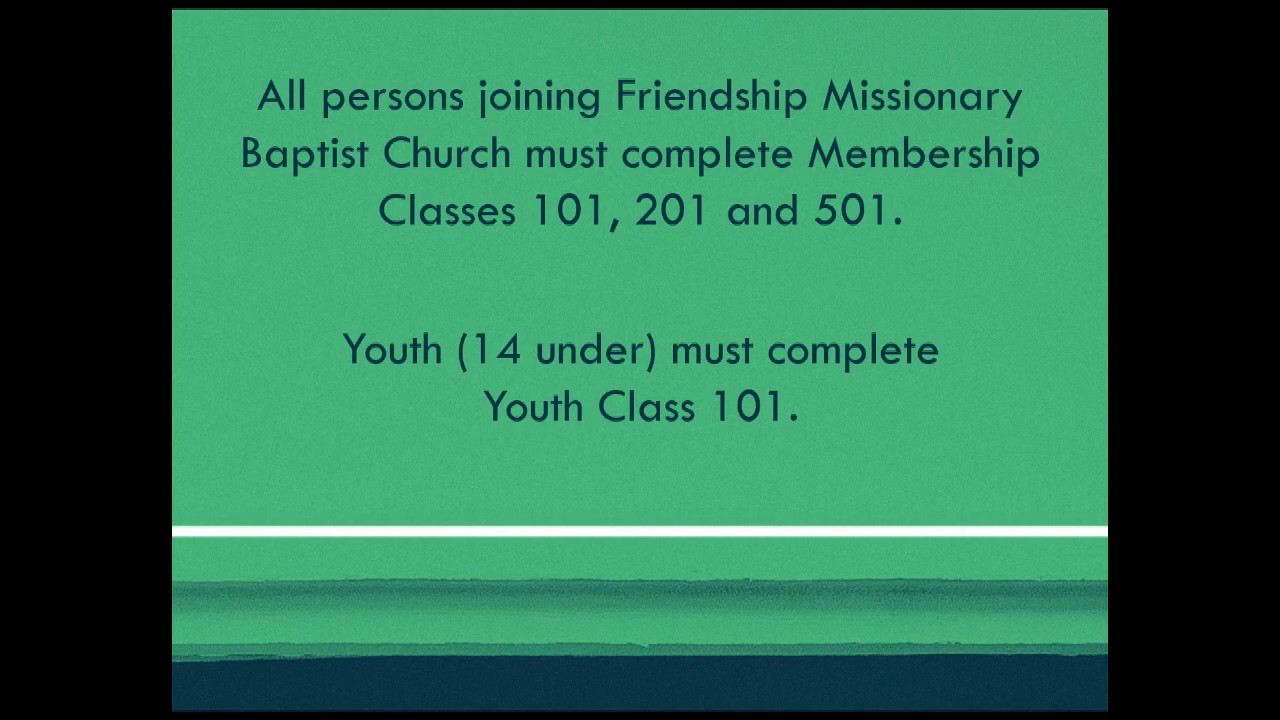 All persons joining Friendship Missionary
Baptist Church must complete Membership
Classes 101, 201 and 501.
Youth (14 under) must complete
Youth Class 101.